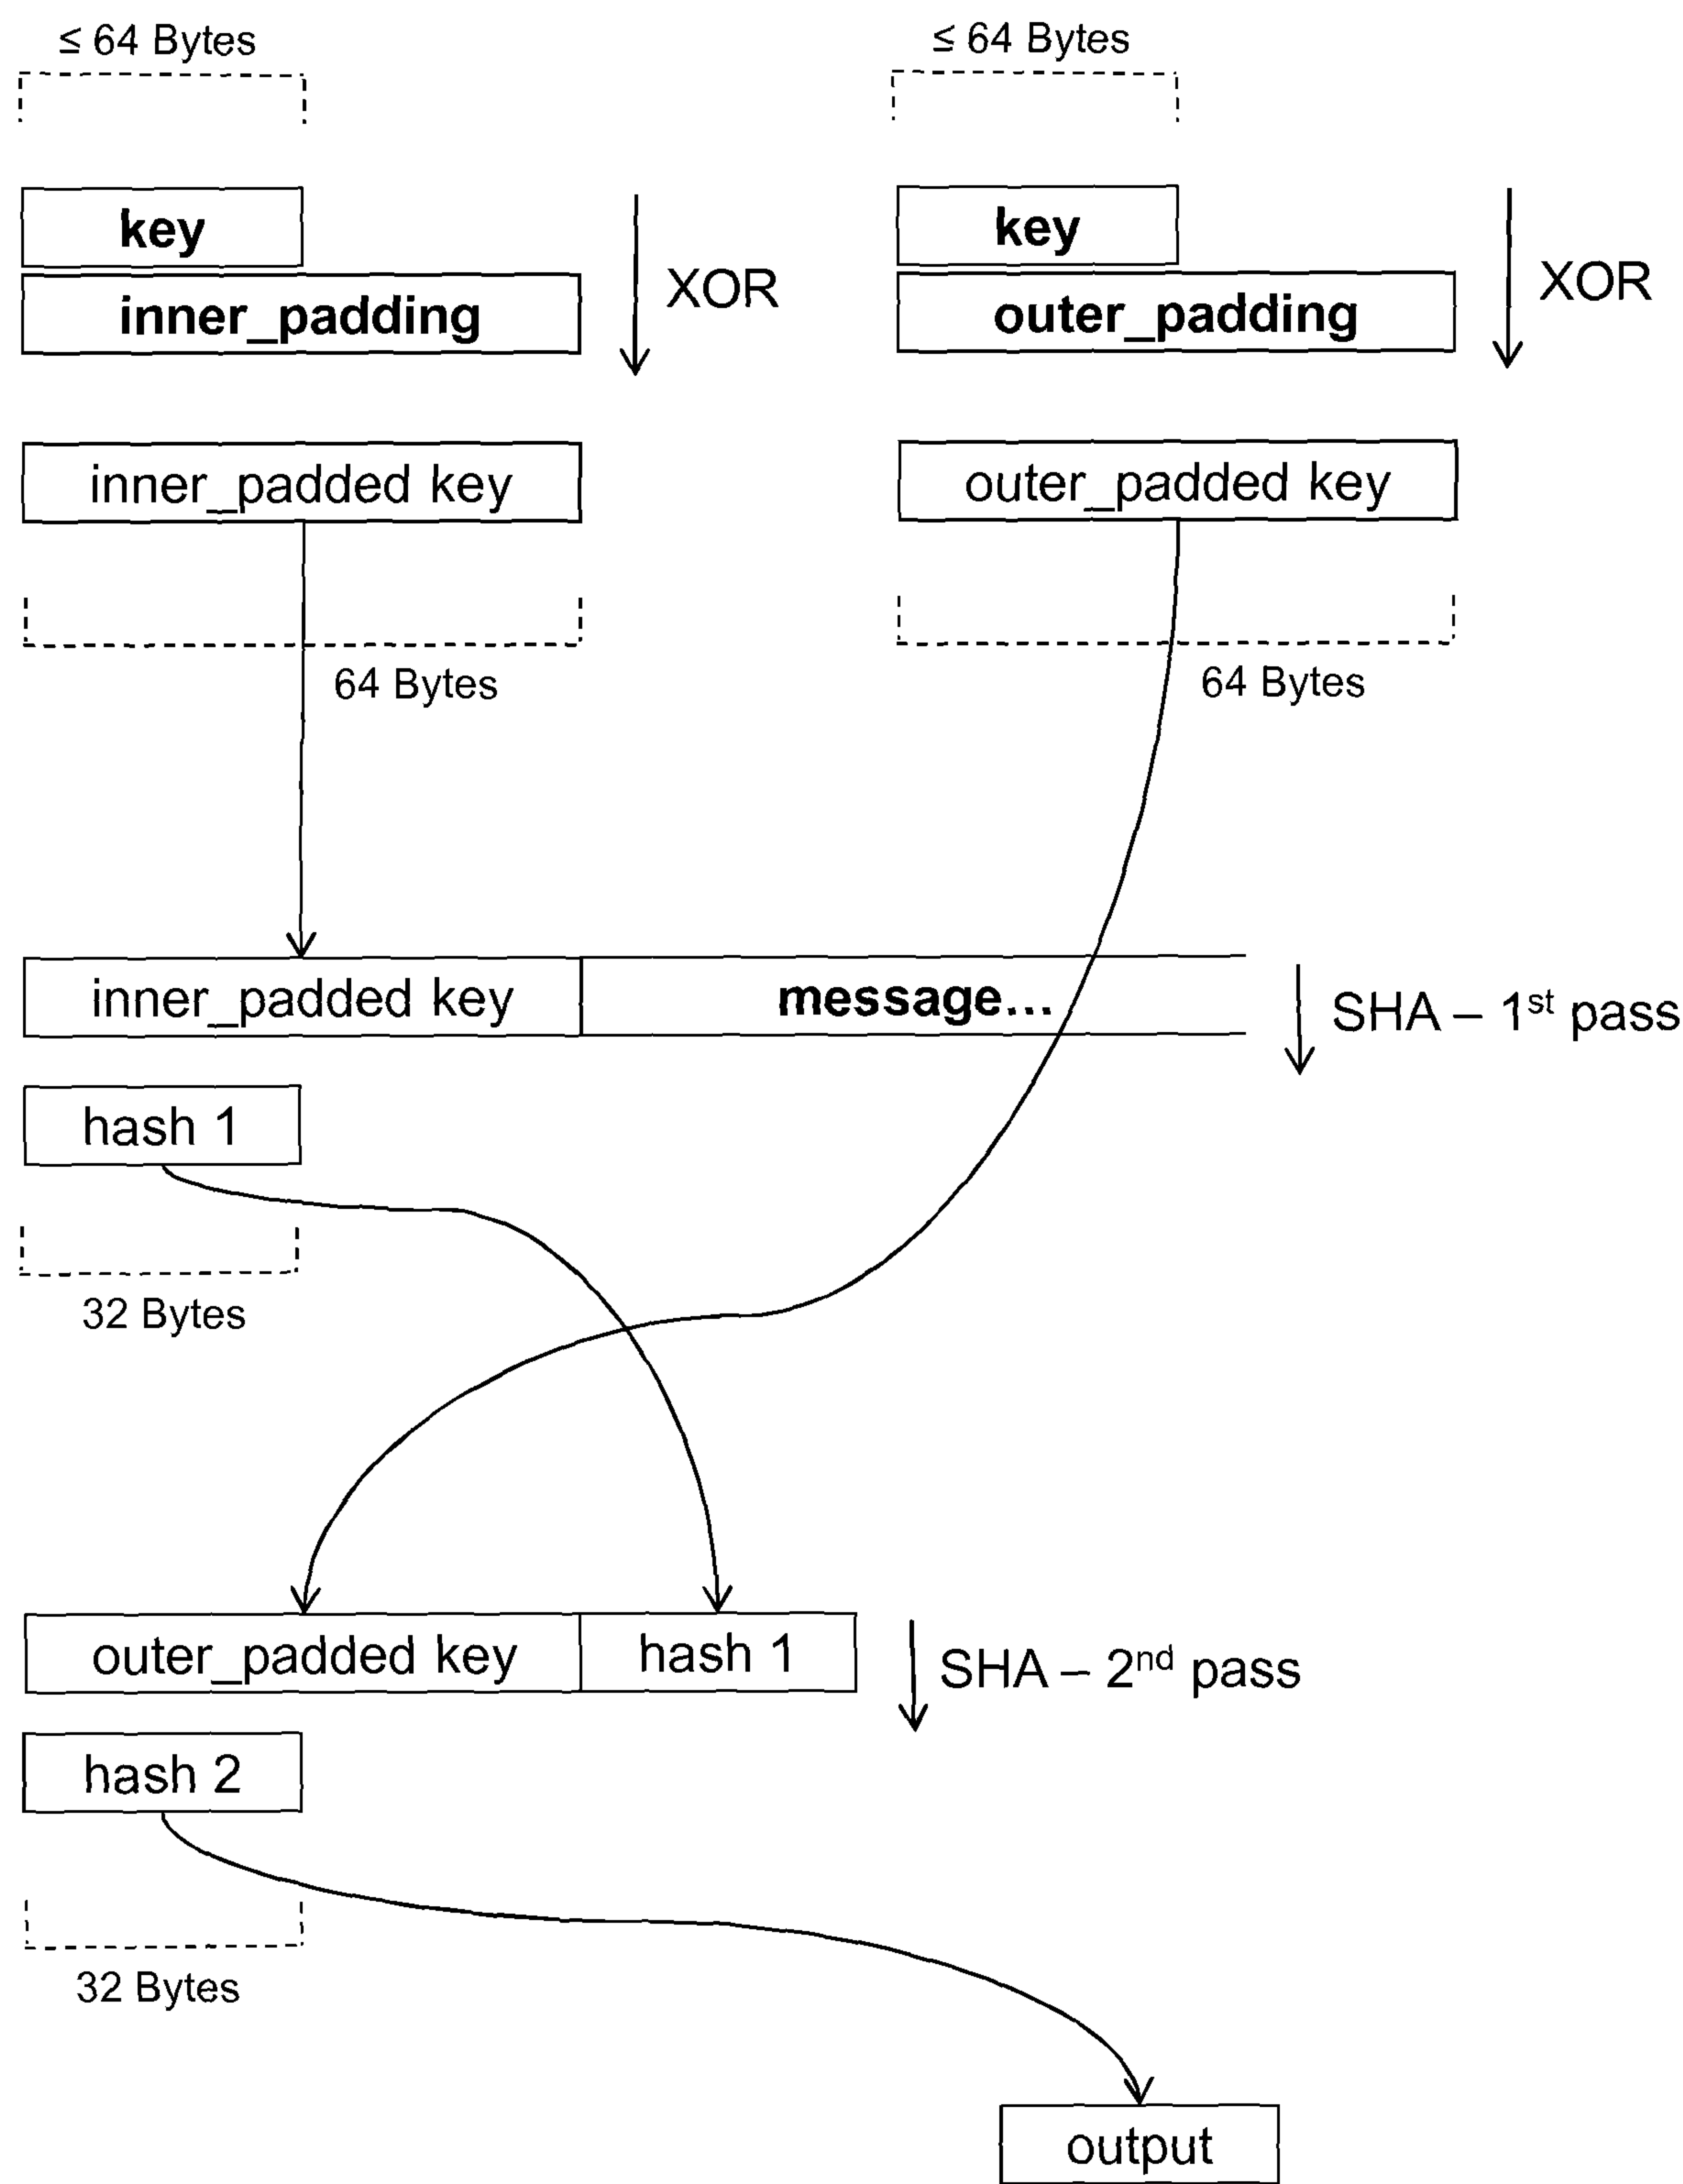 ≤ 64 Bytes
≤ 64 Bytes
key
key
XOR
XOR
inner_padding
outer_padding
inner_padded key
outer_padded key
64 Bytes
64 Bytes
inner_padded key
message...
SHA – 1st pass
hash 1
32 Bytes
outer_padded key
hash 1
SHA – 2nd pass
hash 2
32 Bytes
output